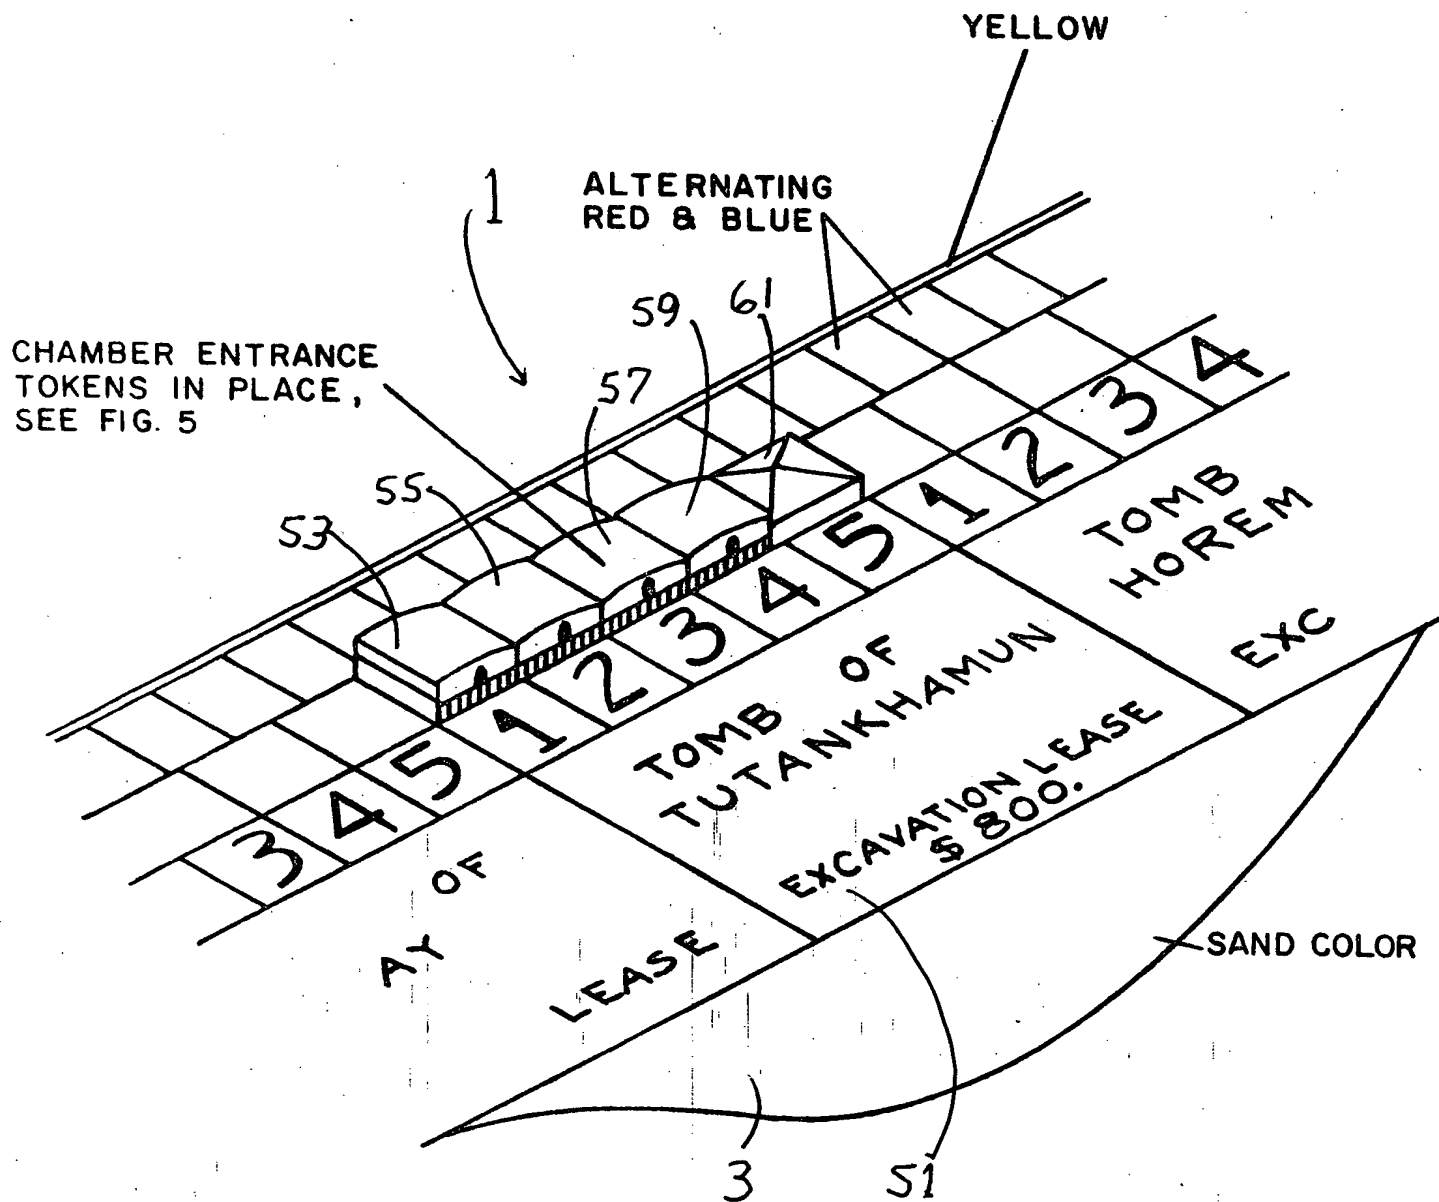 YELLOW
1
ALTERNATING
RED & BLUE
59
61
CHAMBER ENTRANCE
TOKENS IN PLACE,
SEE FIG. 5
57
55
53
3 4 5 1 2 3 4 5 1 2 3 4
OF
AY
LEASE
TOMB OF
TUTANKHAMUN
EXCAVATION LEASE
$ 800.
TOMB
HOREM
EXC
SAND COLOR
3
51